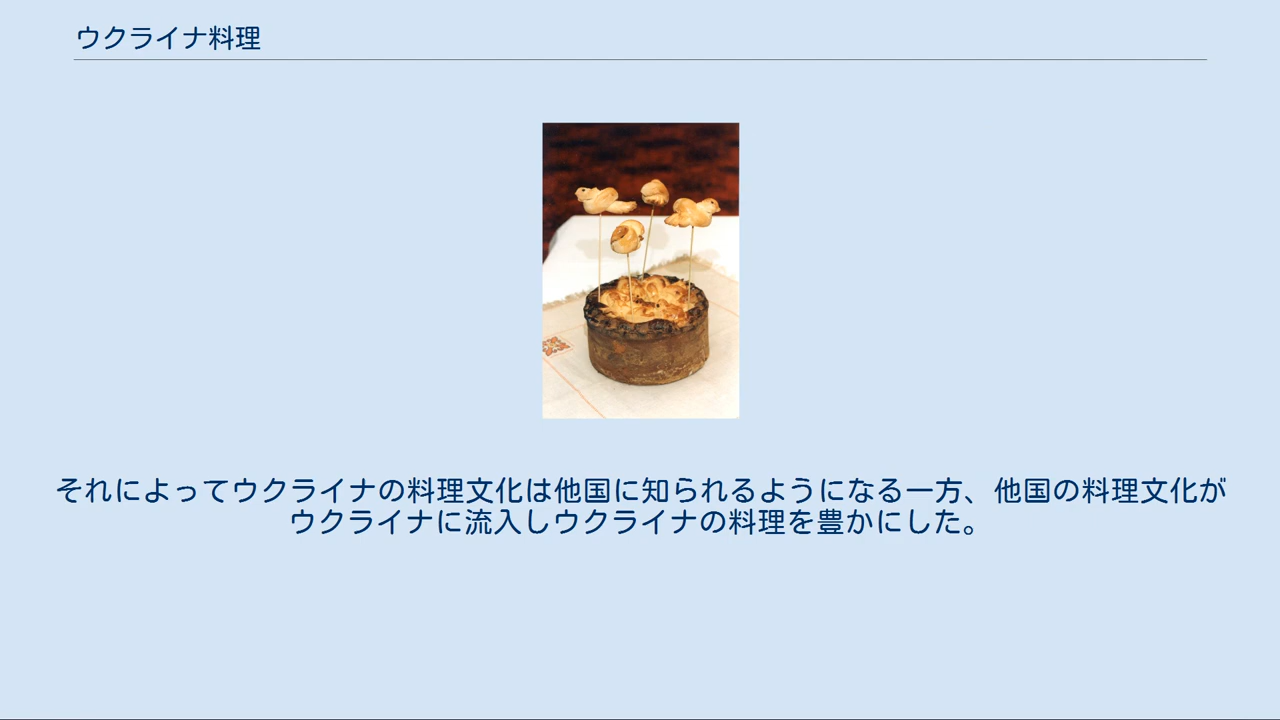 ウクライナ料理
それによってウクライナの料理文化は他国に知られるようになる一方、他国の料理文化が
ウクライナに流入しウクライナの料理を豊かにした。